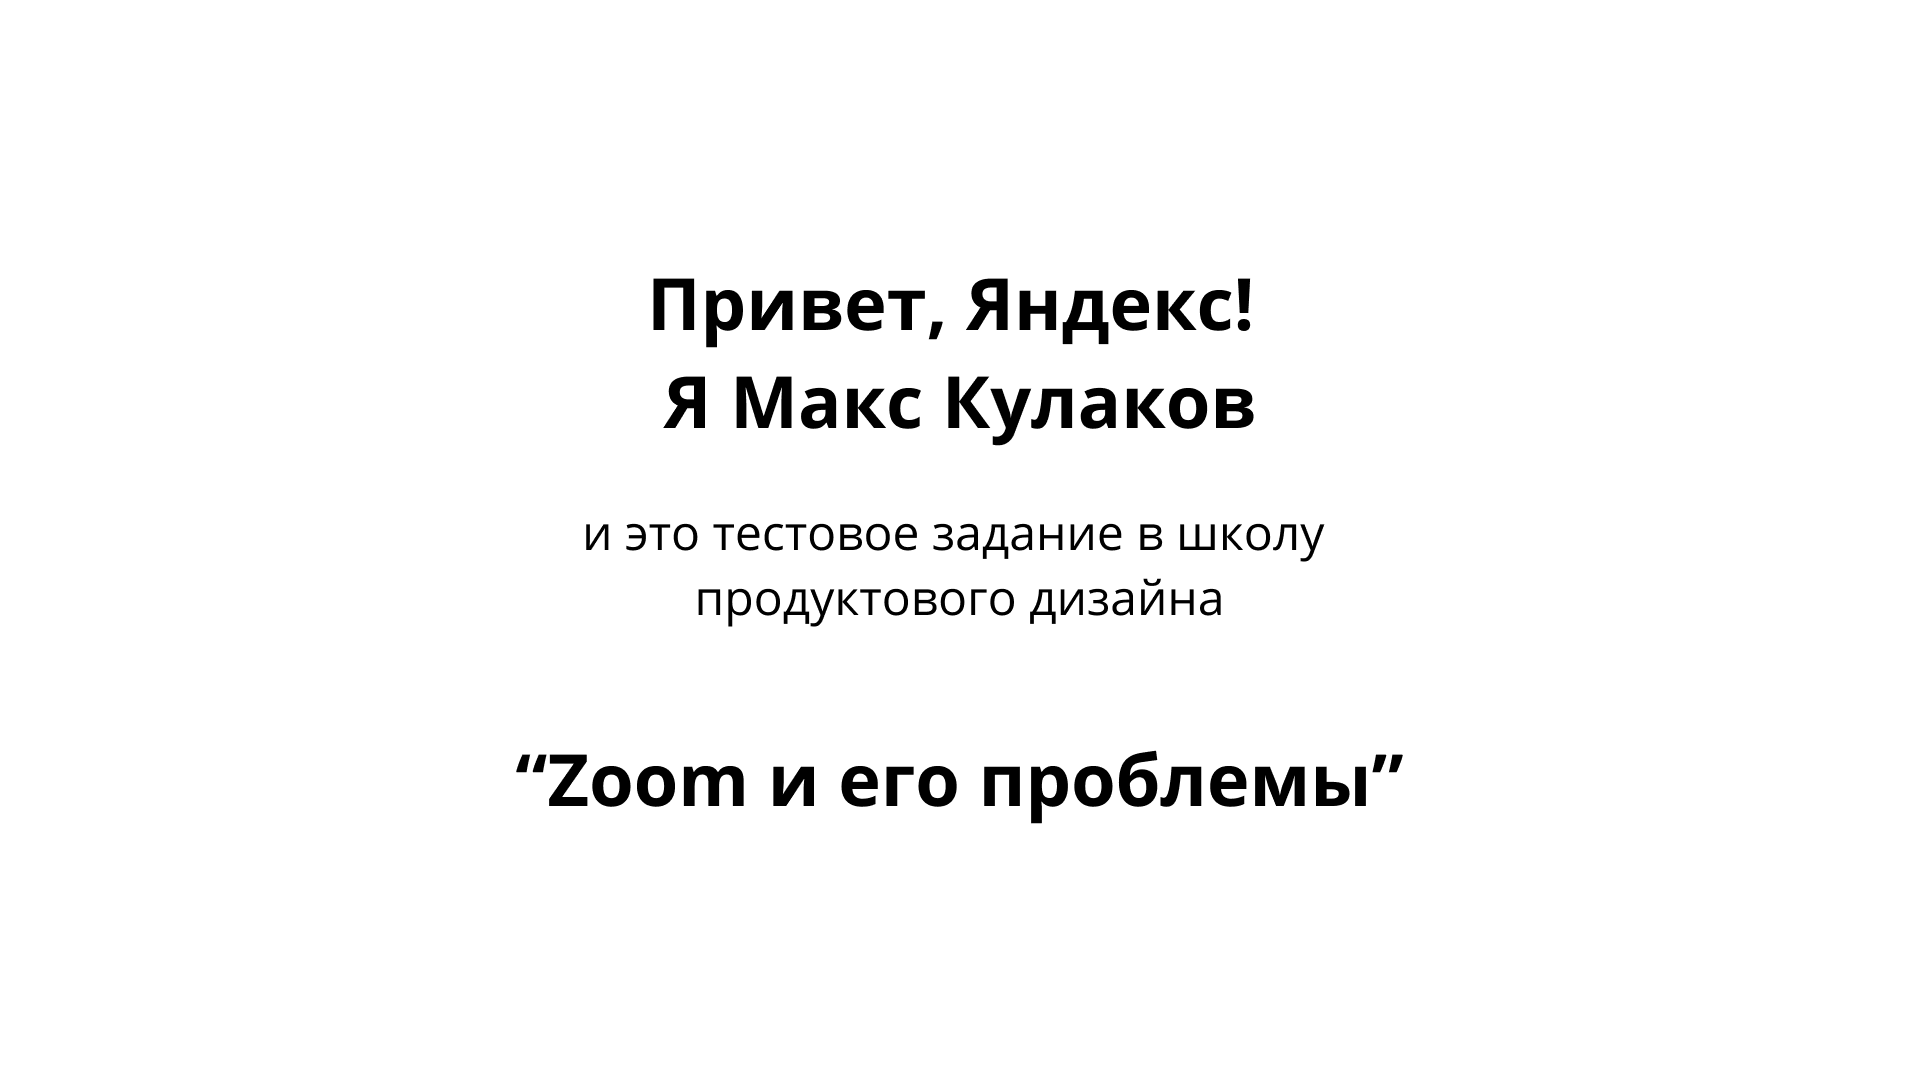 Привет, Яндекс!
Я Макс Кулаков
и это тестовое задание в школу
продуктового дизайна
“Zoom и его проблемы”